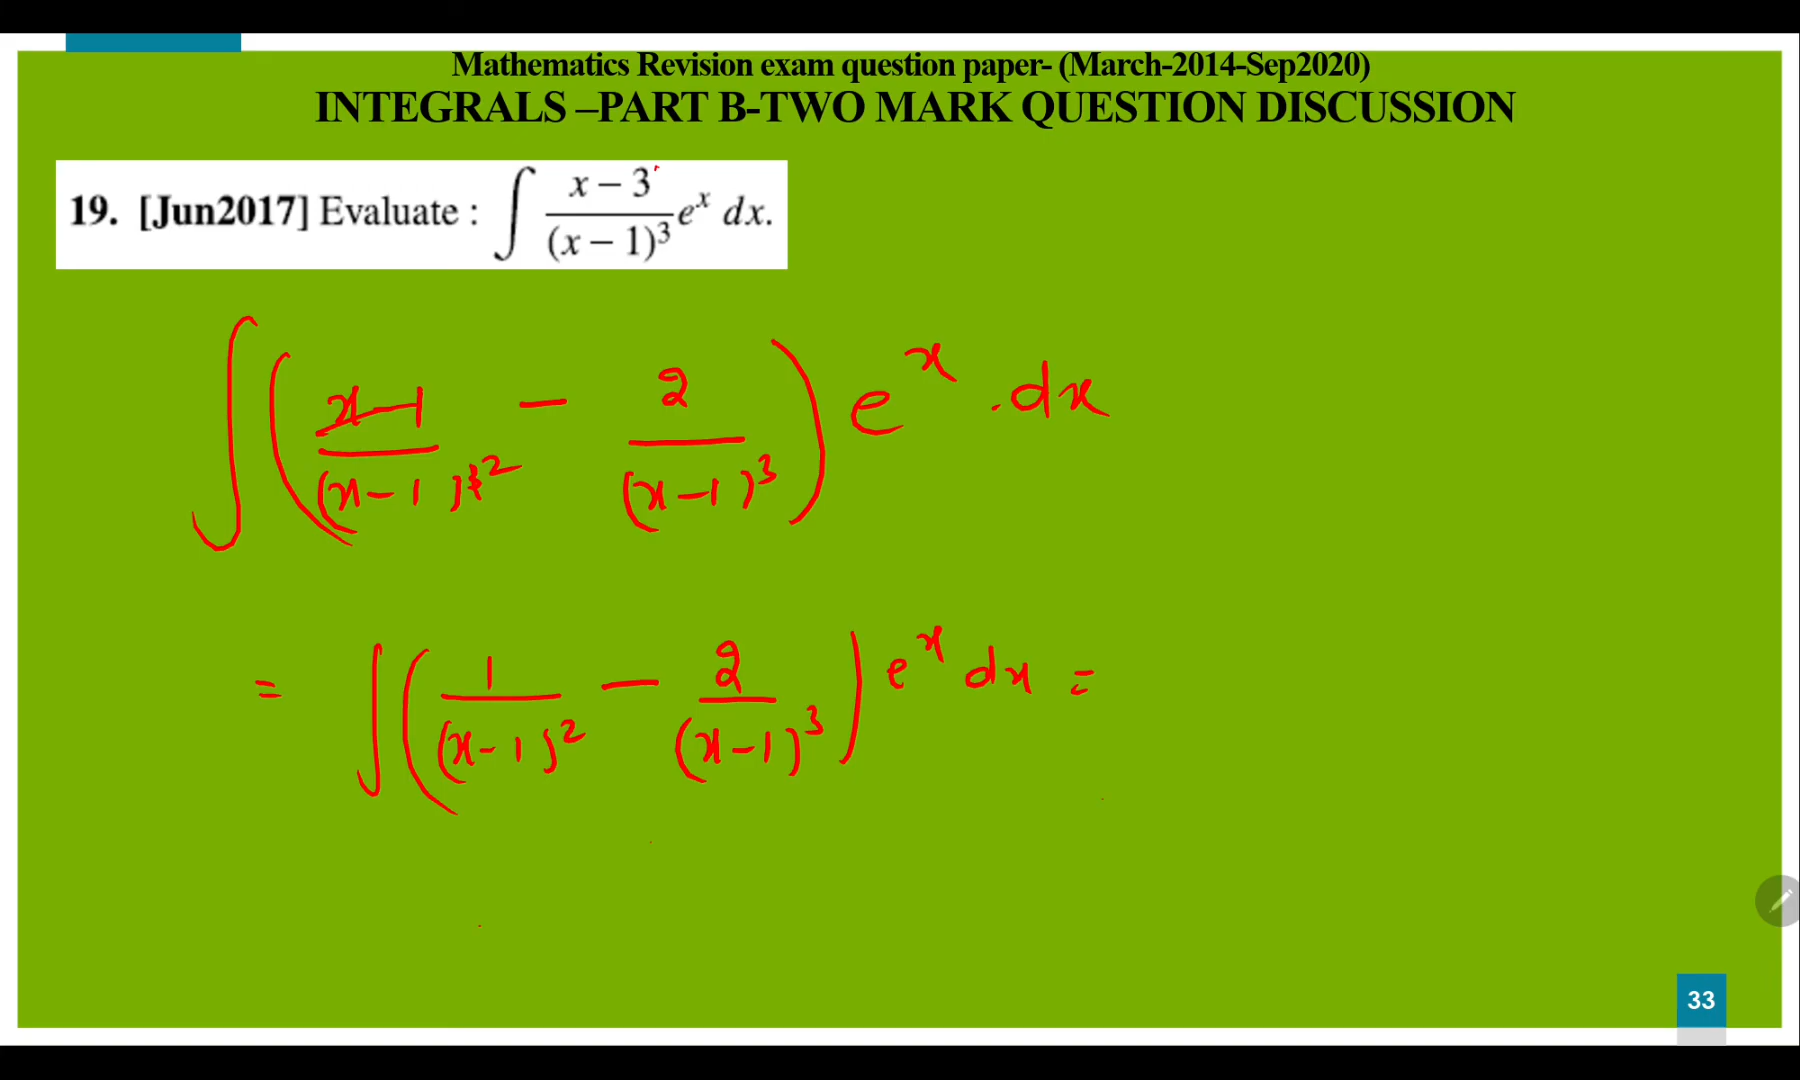 Mathematics Revision exam question paper- (March-2014-Sep2020)
INTEGRALS –PART B-TWO MARK QUESTION DISCUSSION
19. [Jun2017] Evaluate : ∫ (x − 3)/(x − 1)³ eˣ dx.
∫ ( (x-1)/(x-1)³² − 2/(x-1)³ ) eˣ . dx
= ∫ ( 1/(x-1)² − 2/(x-1)³ ) eˣ dx =
33